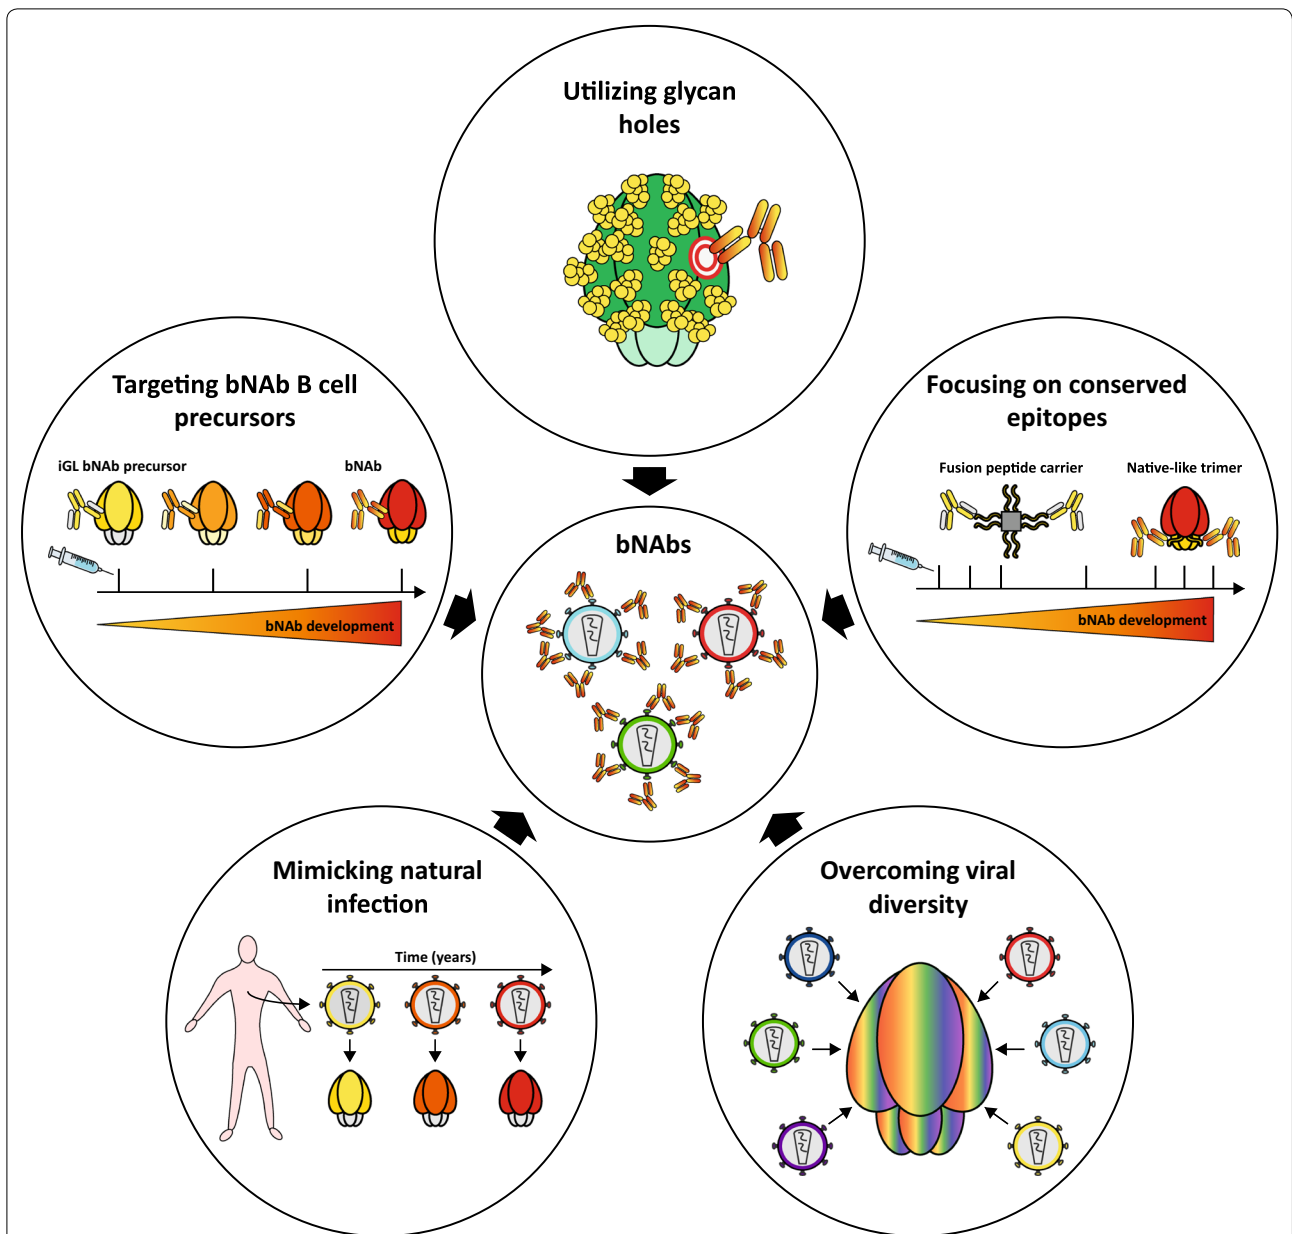 Utilizing glycan
holes
Targeting bNAb B cell
precursors
iGL bNAb precursor
bNAb
bNAb development
Focusing on conserved
epitopes
Fusion peptide carrier
Native-like trimer
bNAb development
bNAbs
Mimicking natural
infection
Time (years)
Overcoming viral
diversity